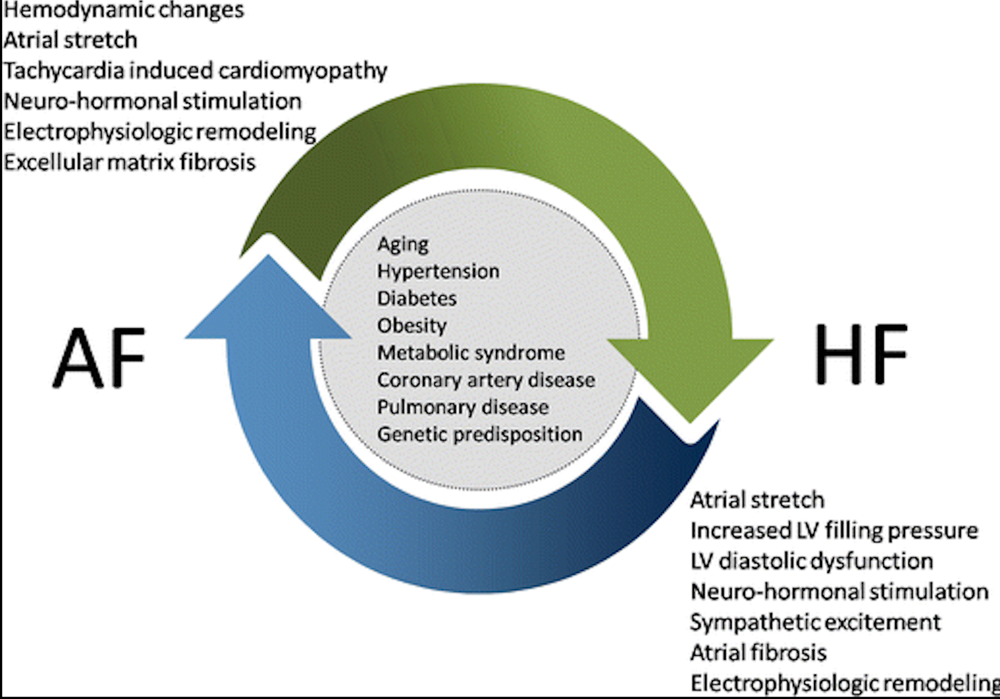 Hemodynamic changes
Atrial stretch
Tachycardia induced cardiomyopathy
Neuro-hormonal stimulation
Electrophysiologic remodeling
Excellular matrix fibrosis
Aging
Hypertension
Diabetes
Obesity
Metabolic syndrome
Coronary artery disease
Pulmonary disease
Genetic predisposition
AF
HF
Atrial stretch
Increased LV filling pressure
LV diastolic dysfunction
Neuro-hormonal stimulation
Sympathetic excitement
Atrial fibrosis
Electrophysiologic remodeling